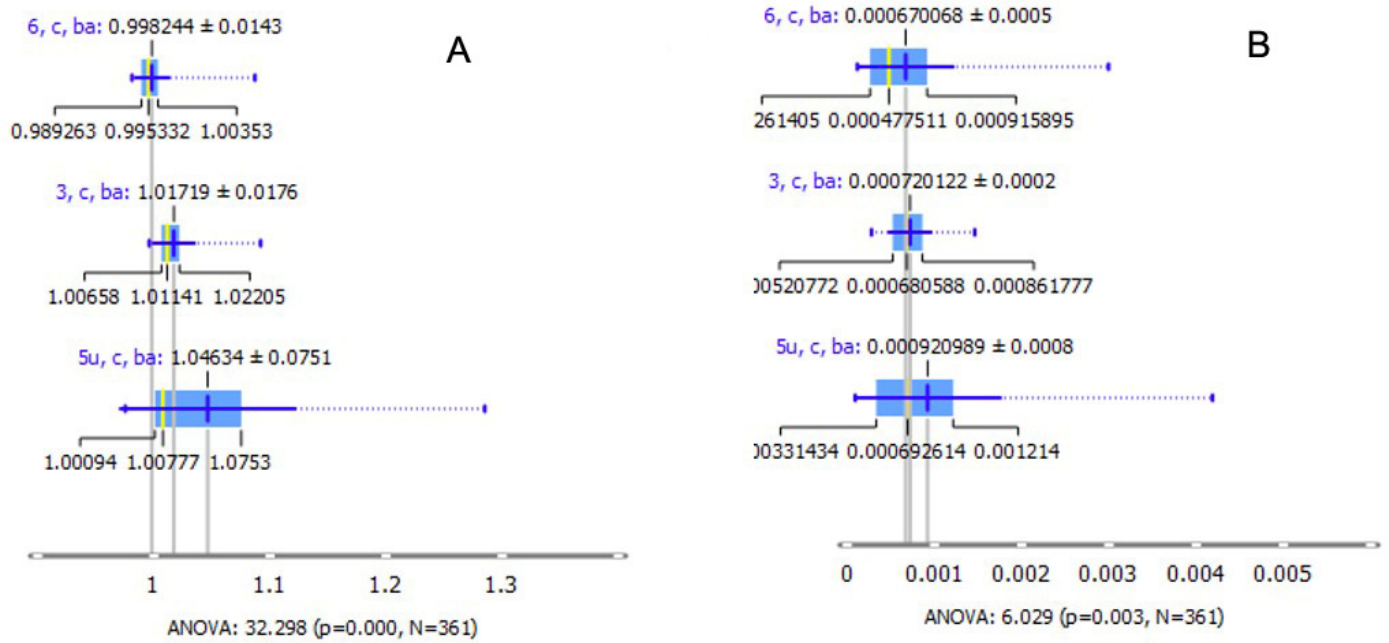 6, c, ba: 0.998244 ± 0.0143
A
0.989263 0.995332 1.00353
3, c, ba: 1.01719 ± 0.0176
1.00658 1.01141 1.02205
5u, c, ba: 1.04634 ± 0.0751
1.00094 1.00777 1.0753
1 1.1 1.2 1.3
ANOVA: 32.298 (p=0.000, N=361)
6, c, ba: 0.000670068 ± 0.0005
B
261405 0.000477511 0.000915895
3, c, ba: 0.000720122 ± 0.0002
00520772 0.000680588 0.000861777
5u, c, ba: 0.000920989 ± 0.0008
00331434 0.000692614 0.001214
0 0.001 0.002 0.003 0.004 0.005
ANOVA: 6.029 (p=0.003, N=361)